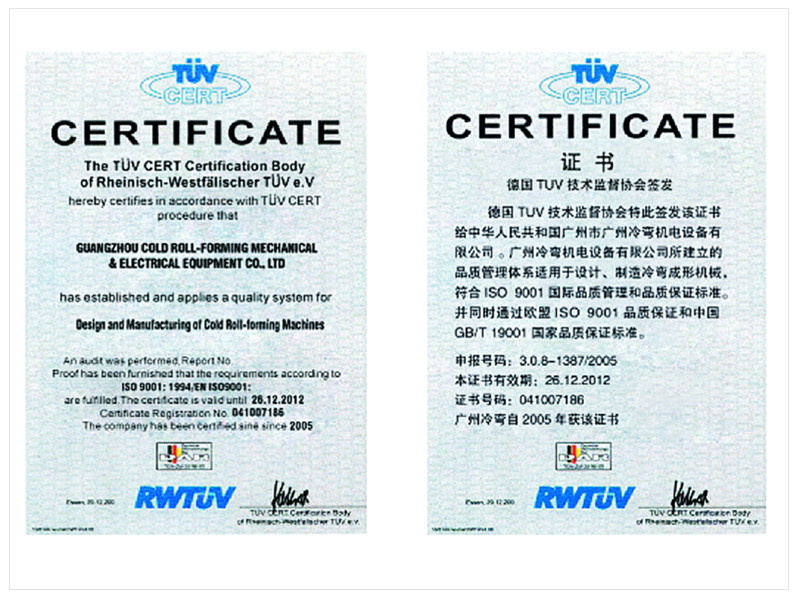 TÜV
CERT
CERTIFICATE
The TÜV CERT Certification Body
of Rheinisch-Westfälischer TÜV e.V
hereby certifies in accordance with TÜV CERT
procedure that
GUANGZHOU COLD ROLL-FORMING MECHANICAL
& ELECTRICAL EQUIPMENT CO., LTD
has established and applies a quality system for
Design and Manufacturing of Cold Roll-forming Machines
An audit was performed, Report No.
Proof has been furnished that the requirements according to
ISO 9001: 1994/EN ISO9001:
are fulfilled. The certificate is valid until 26.12.2012
Certificate Registration No. 041007186
The company has been certified sine since 2005
RWTÜV
TÜV CERT Certification Body
of Rheinisch-Westfälischer TÜV e.V.
TÜV
CERT
CERTIFICATE
证书
德国 TUV 技术监督协会签发
德国 TUV 技术监督协会特此签发该证书
给中华人民共和国广州市广州冷弯机电设备有
限公司 。广州冷弯机电设备有限公司所建立的
品质管理体系适用于设计、制造冷弯成形机械，
符合 ISO 9001 国际品质管理和品质保证标准。
并同时通过欧盟 ISO 9001 品质保证和中国
GB/T 19001 国家品质保证标准。
申报号码：3.0.8-1387/2005
本证书有效期：26.12.2012
证书号码：041007186
广州冷弯自 2005 年获该证书
RWTÜV
TÜV CERT Certification Body
of Rheinisch-Westfälischer TÜV e.v.